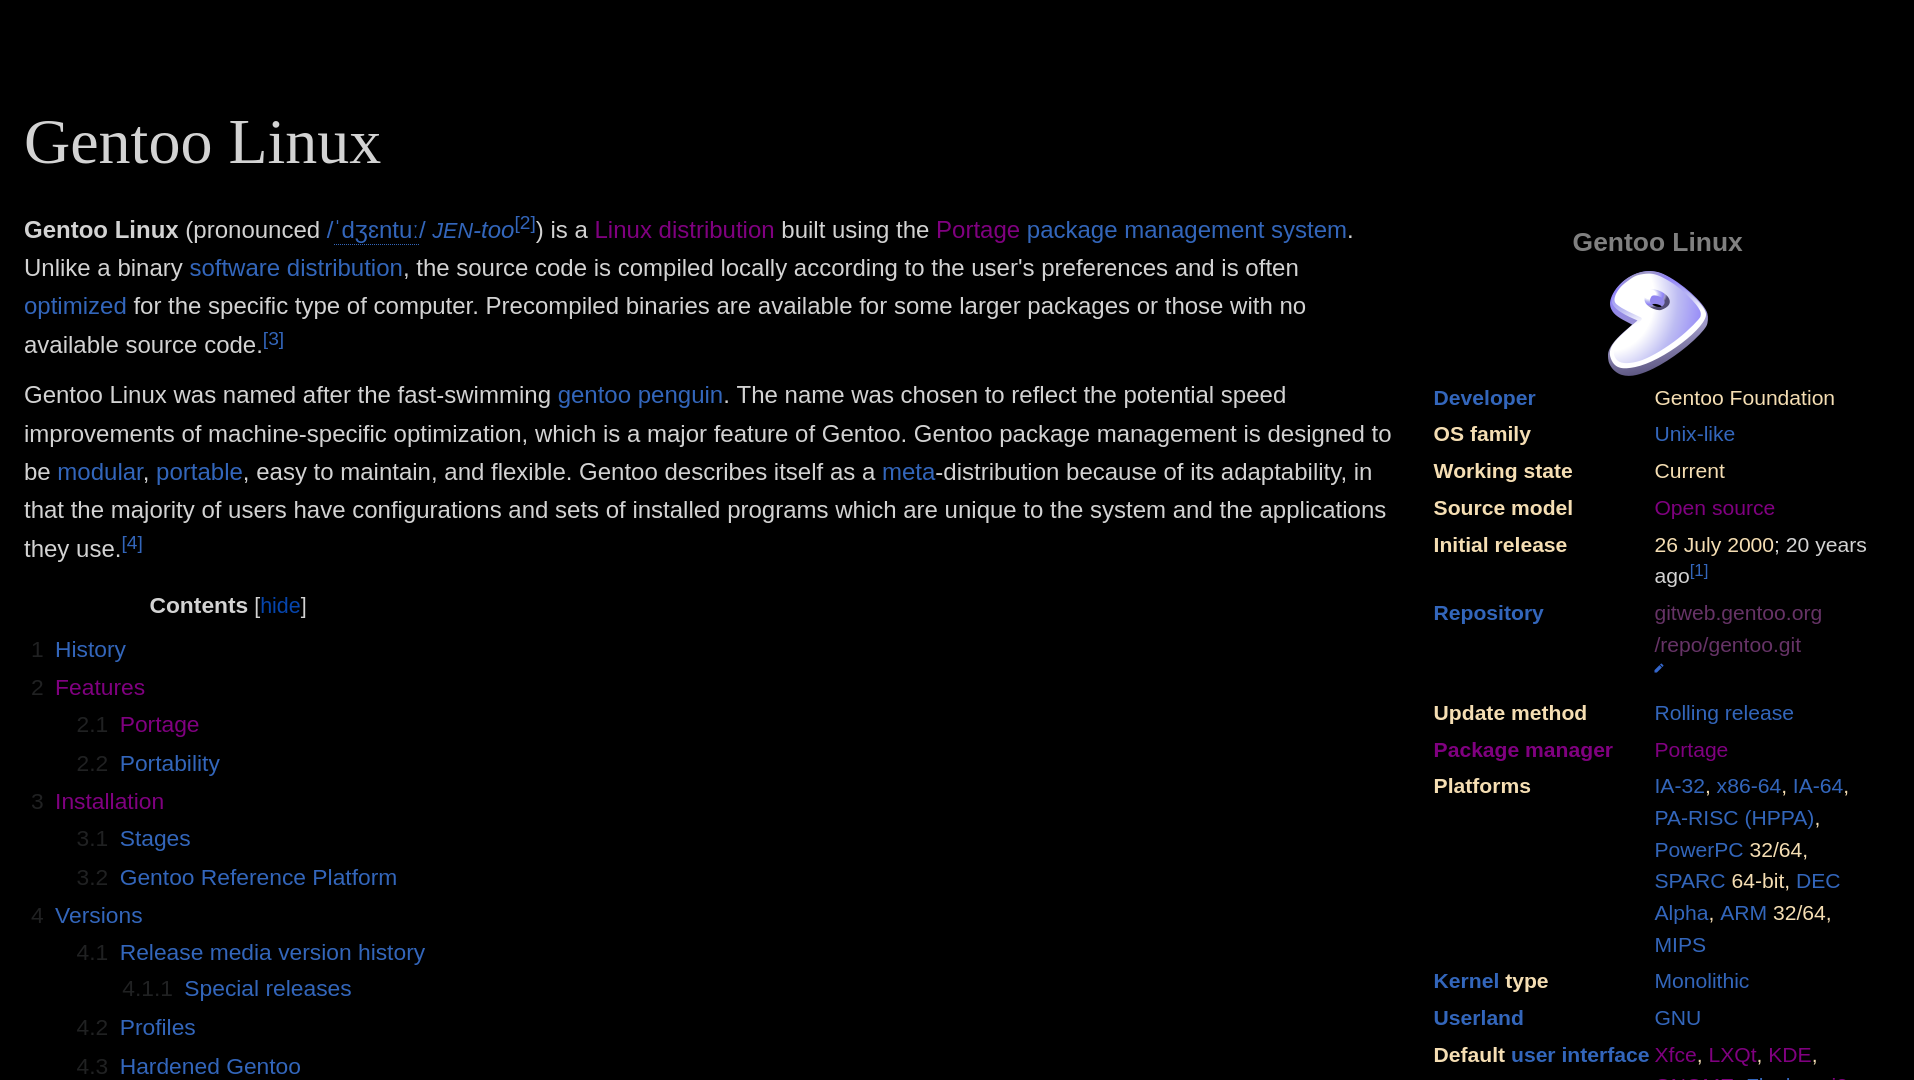 Gentoo Linux
Gentoo Linux (pronounced /ˈdʒɛntuː/ JEN-too[2]) is a Linux distribution built using the Portage package management system.
Unlike a binary software distribution, the source code is compiled locally according to the user's preferences and is often
optimized for the specific type of computer. Precompiled binaries are available for some larger packages or those with no
available source code.[3]
Gentoo Linux was named after the fast-swimming gentoo penguin. The name was chosen to reflect the potential speed
improvements of machine-specific optimization, which is a major feature of Gentoo. Gentoo package management is designed to
be modular, portable, easy to maintain, and flexible. Gentoo describes itself as a meta-distribution because of its adaptability, in
that the majority of users have configurations and sets of installed programs which are unique to the system and the applications
they use.[4]
Contents [hide]
1 History
2 Features
2.1 Portage
2.2 Portability
3 Installation
3.1 Stages
3.2 Gentoo Reference Platform
4 Versions
4.1 Release media version history
4.1.1 Special releases
4.2 Profiles
4.3 Hardened Gentoo
Gentoo Linux
Developer Gentoo Foundation
OS family Unix-like
Working state Current
Source model Open source
Initial release 26 July 2000; 20 years
ago[1]
Repository gitweb.gentoo.org
/repo/gentoo.git
Update method Rolling release
Package manager Portage
Platforms IA-32, x86-64, IA-64,
PA-RISC (HPPA),
PowerPC 32/64,
SPARC 64-bit, DEC
Alpha, ARM 32/64,
MIPS
Kernel type Monolithic
Userland GNU
Default user interface Xfce, LXQt, KDE,